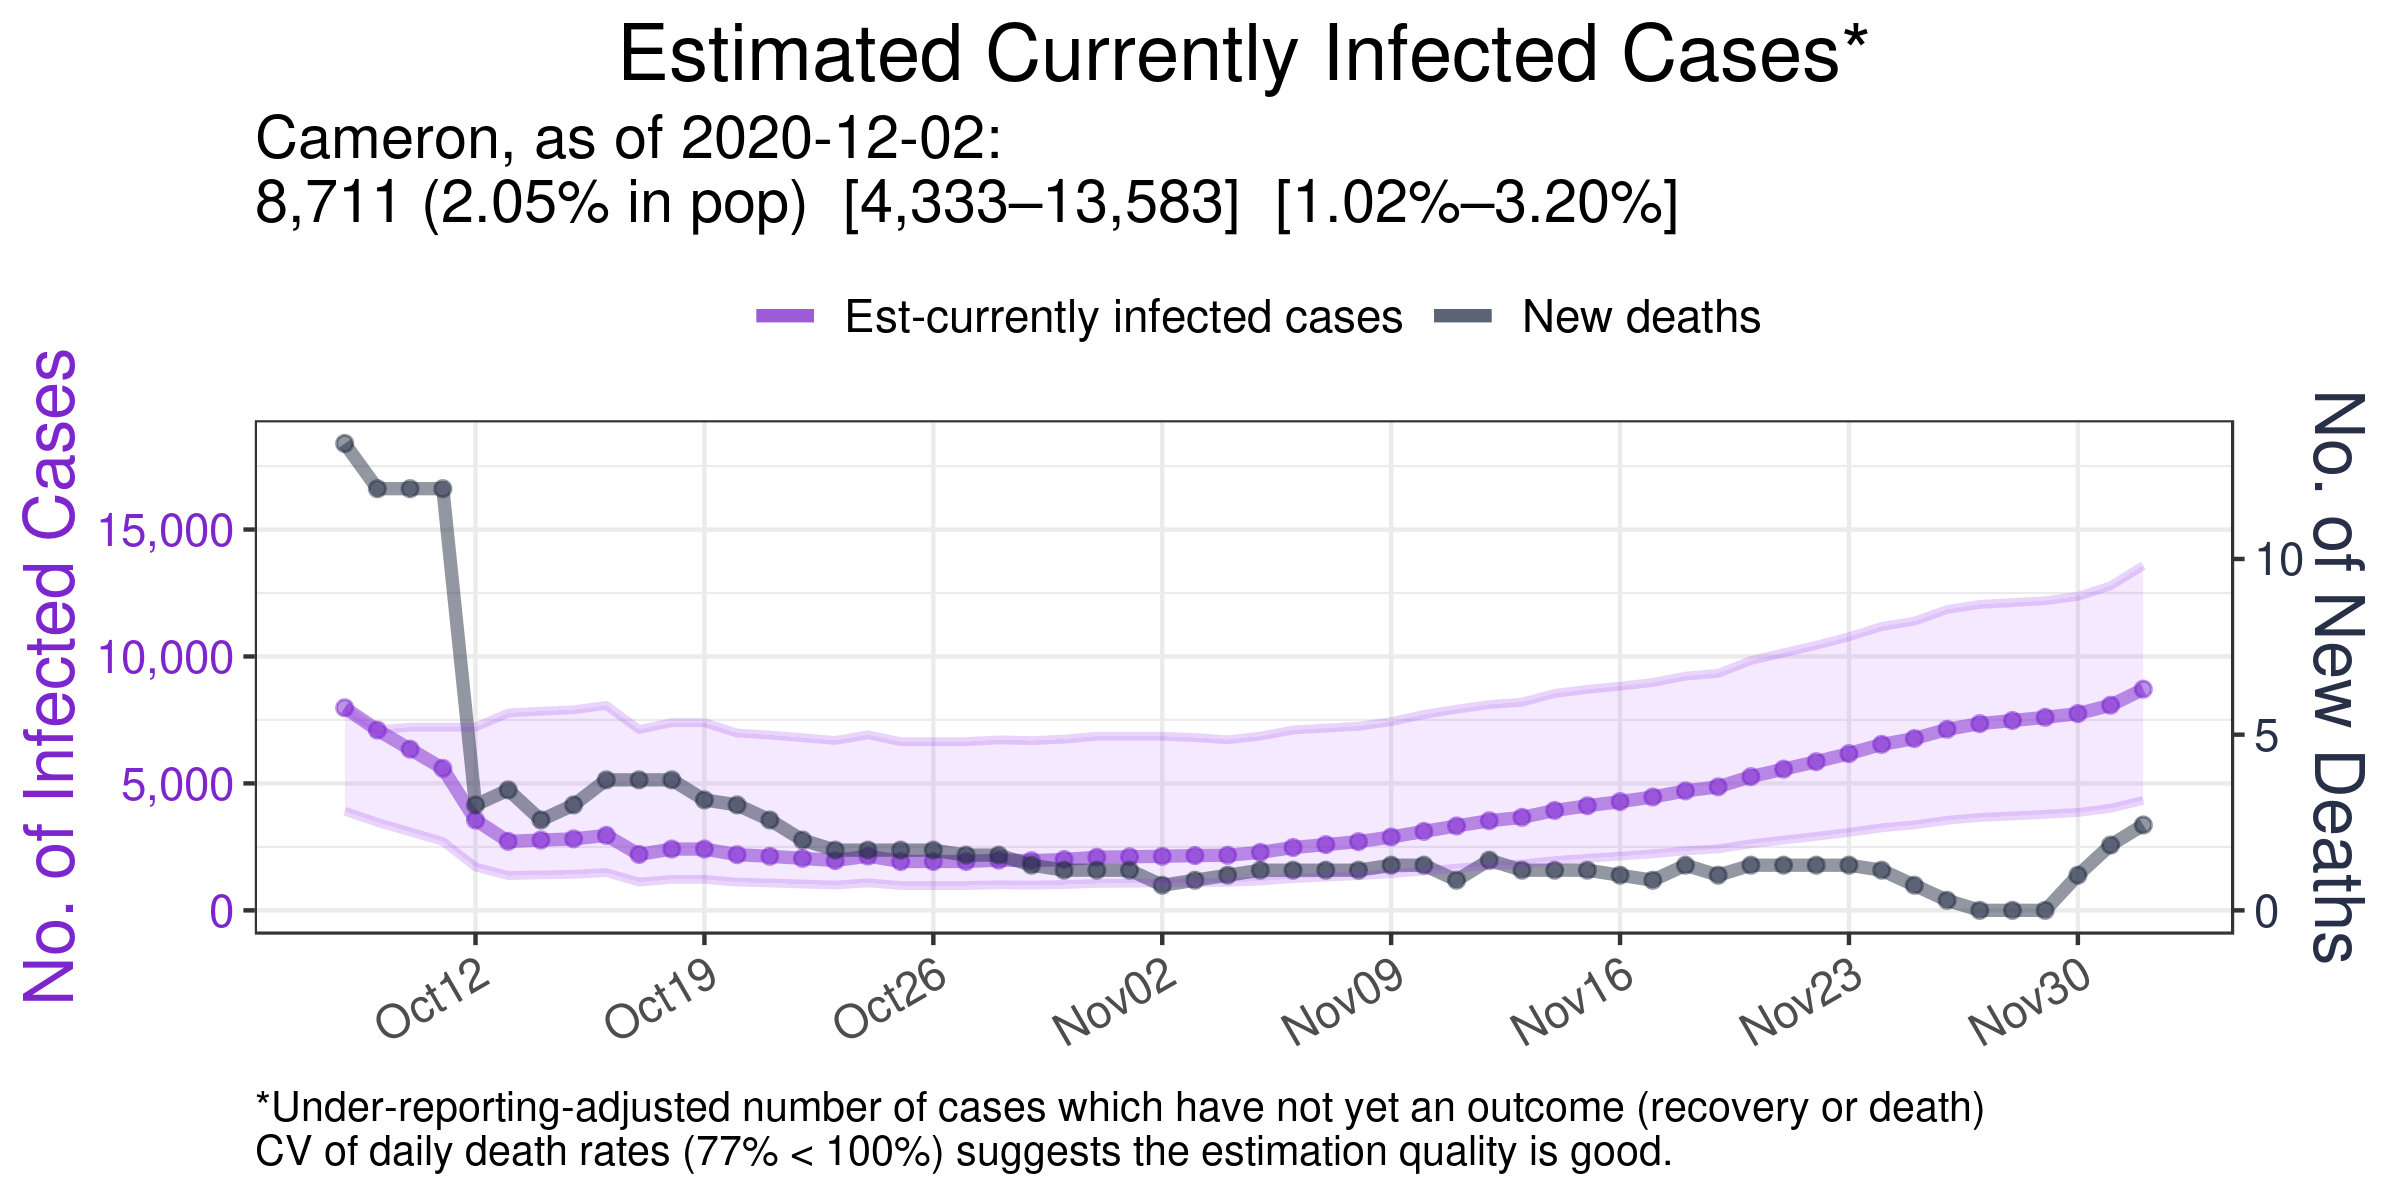 Estimated Currently Infected Cases*
Cameron, as of 2020-12-02:
8,711 (2.05% in pop) [4,333–13,583] [1.02%–3.20%]
Est-currently infected cases
New deaths
No. of Infected Cases
15,000
10,000
5,000
0
10
5
0
No. of New Deaths
Oct12
Oct19
Oct26
Nov02
Nov09
Nov16
Nov23
Nov30
*Under-reporting-adjusted number of cases which have not yet an outcome (recovery or death)
CV of daily death rates (77% < 100%) suggests the estimation quality is good.